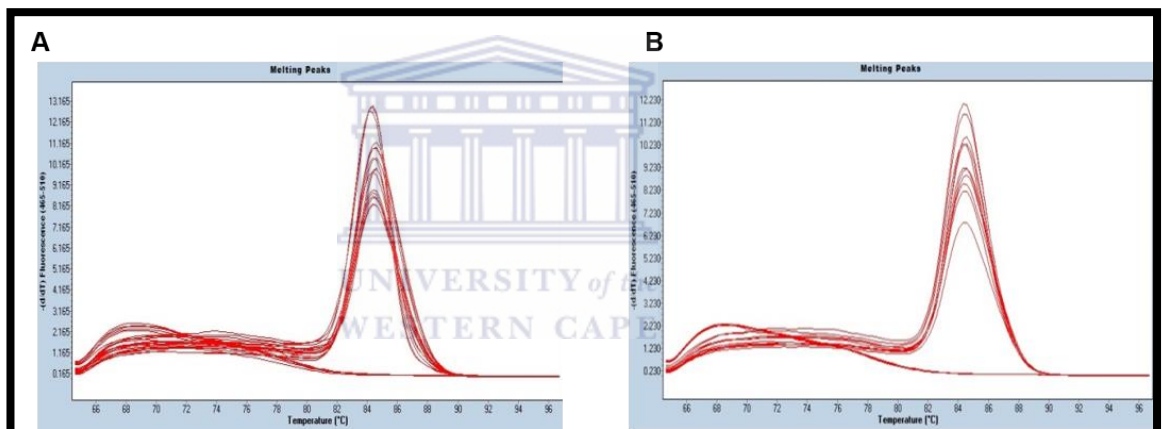 A
Melting Peaks
-(d/dT) Fluorescence (465-510)
13.165
12.165
11.165
10.165
9.165
8.165
7.165
6.165
5.165
4.165
3.165
2.165
1.165
0.165
66 68 70 72 74 76 78 80 82 84 86 88 90 92 94 96
Temperature (°C)
B
Melting Peaks
-(d/dT) Fluorescence (465-510)
12.230
11.230
10.230
9.230
8.230
7.230
6.230
5.230
4.230
3.230
2.230
1.230
0.230
66 68 70 72 74 76 78 80 82 84 86 88 90 92 94 96
Temperature (°C)
UNIVERSITY of the
WESTERN CAPE